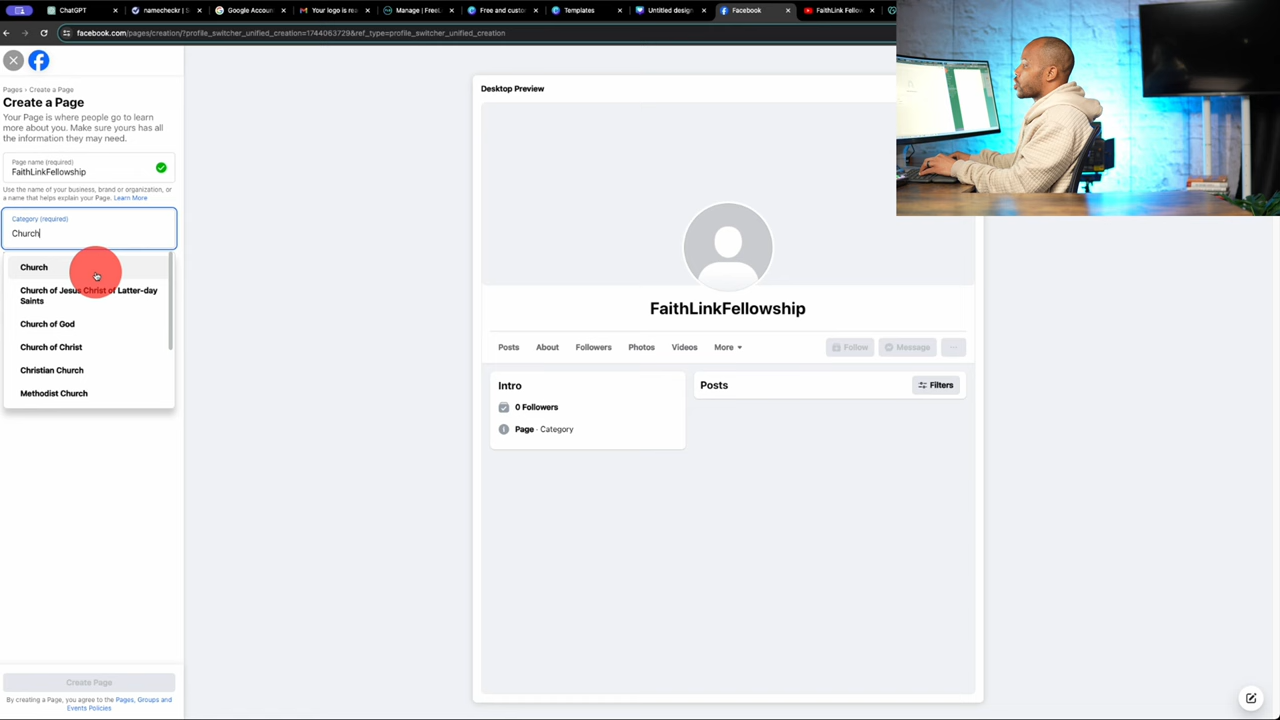 ChatGPT
namecheckr | S
Google Accoun
Your logo is rea
Manage | FreeL
Free and custo
Templates
Untitled design
Facebook
FaithLink Fellow
facebook.com/pages/creation/?profile_switcher_unified_creation=1744063729&ref_type=profile_switcher_unified_creation
Pages › Create a Page
Create a Page
Your Page is where people go to learn
more about you. Make sure yours has all
the information they may need.
Page name (required)
FaithLinkFellowship
Use the name of your business, brand or organization, or
a name that helps explain your Page. Learn More
Category (required)
Church
Church
Church of Jesus Christ of Latter-day
Saints
Church of God
Church of Christ
Christian Church
Methodist Church
Create Page
By creating a Page, you agree to the Pages, Groups and
Events Policies
Desktop Preview
FaithLinkFellowship
Posts About Followers Photos Videos More
Follow Message
Intro
0 Followers
Page · Category
Posts
Filters